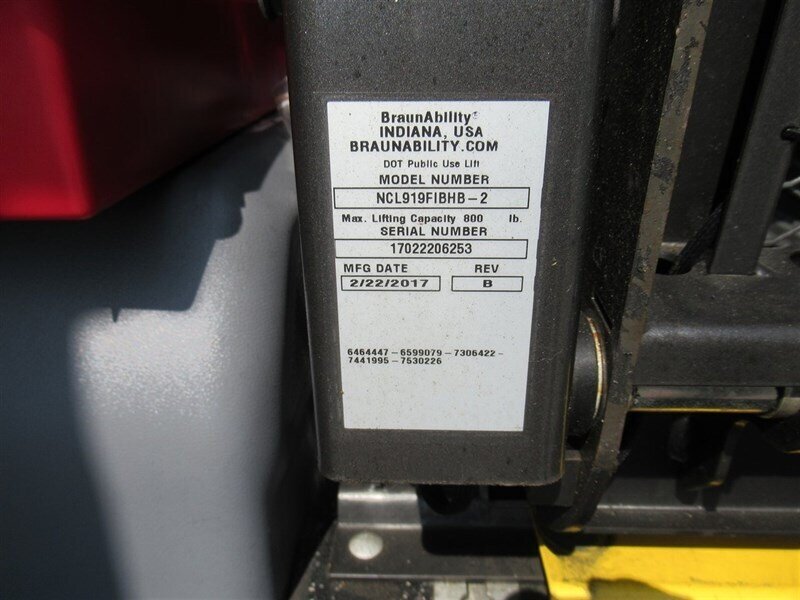 BraunAbility®
INDIANA, USA
BRAUNABILITY.COM
DOT Public Use Lift
MODEL NUMBER
NCL919FIBHB-2
Max. Lifting Capacity 800 lb.
SERIAL NUMBER
17022206253
MFG DATE REV
2/22/2017 B
6464447-6599079-7306422-
7441995-7530226